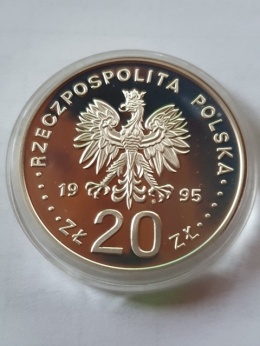 RZECZPOSPOLITA POLSKA
19 95
ZŁ 20 ZŁ